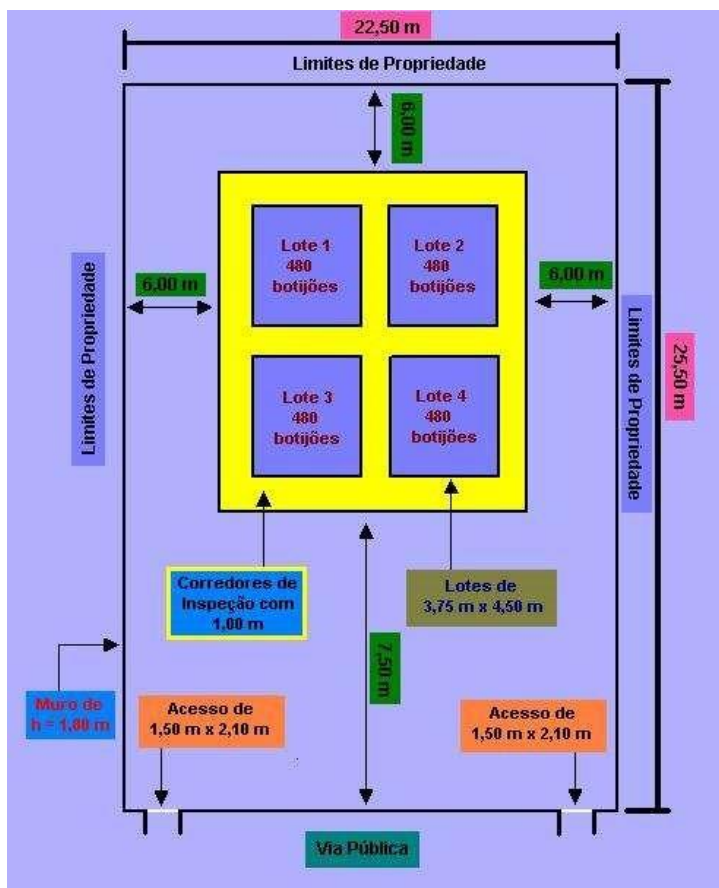 22,50 m
Limites de Propriedade
6,00 m
Lote 1
480
botijões
Lote 2
480
botijões
6,00 m
6,00 m
Limites de Propriedade
Limites de Propriedade
25,50 m
Lote 3
480
botijões
Lote 4
480
botijões
Corredores de
Inspeção com
1,00 m
Lotes de
3,75 m x 4,50 m
7,50 m
Muro de
h = 1,80 m
Acesso de
1,50 m x 2,10 m
Acesso de
1,50 m x 2,10 m
Via Pública